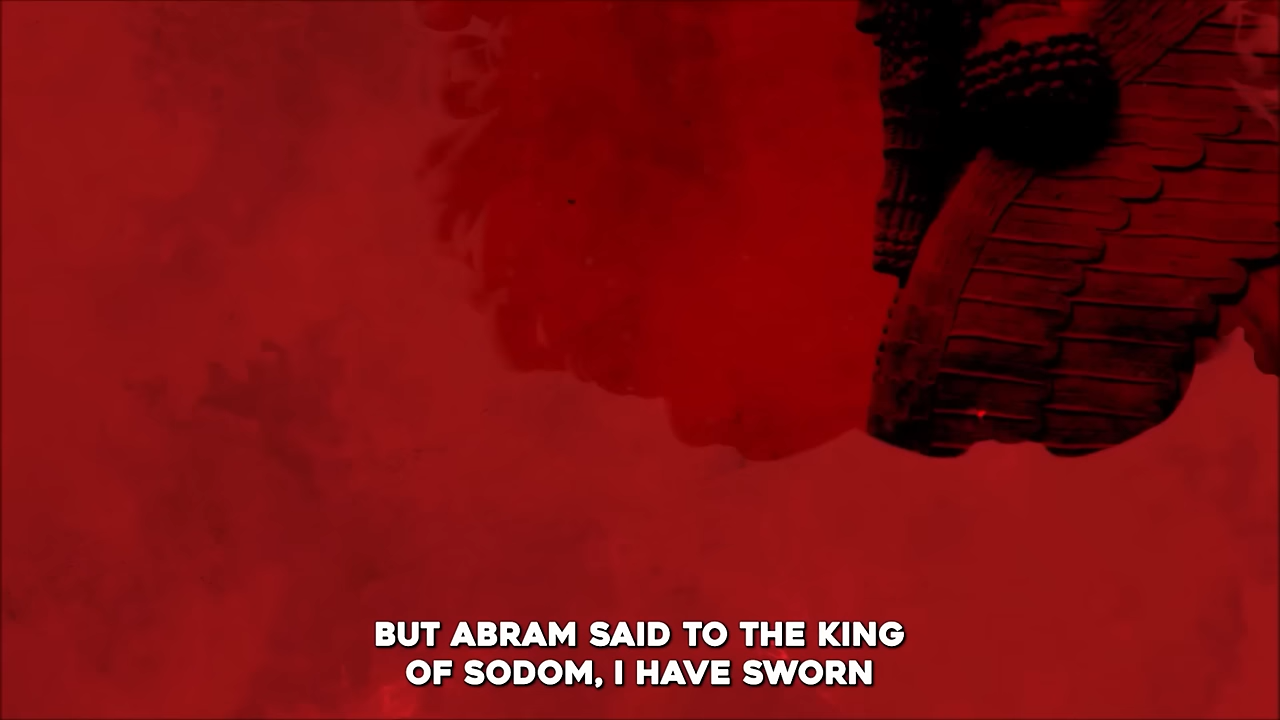 BUT ABRAM SAID TO THE KING
OF SODOM, I HAVE SWORN